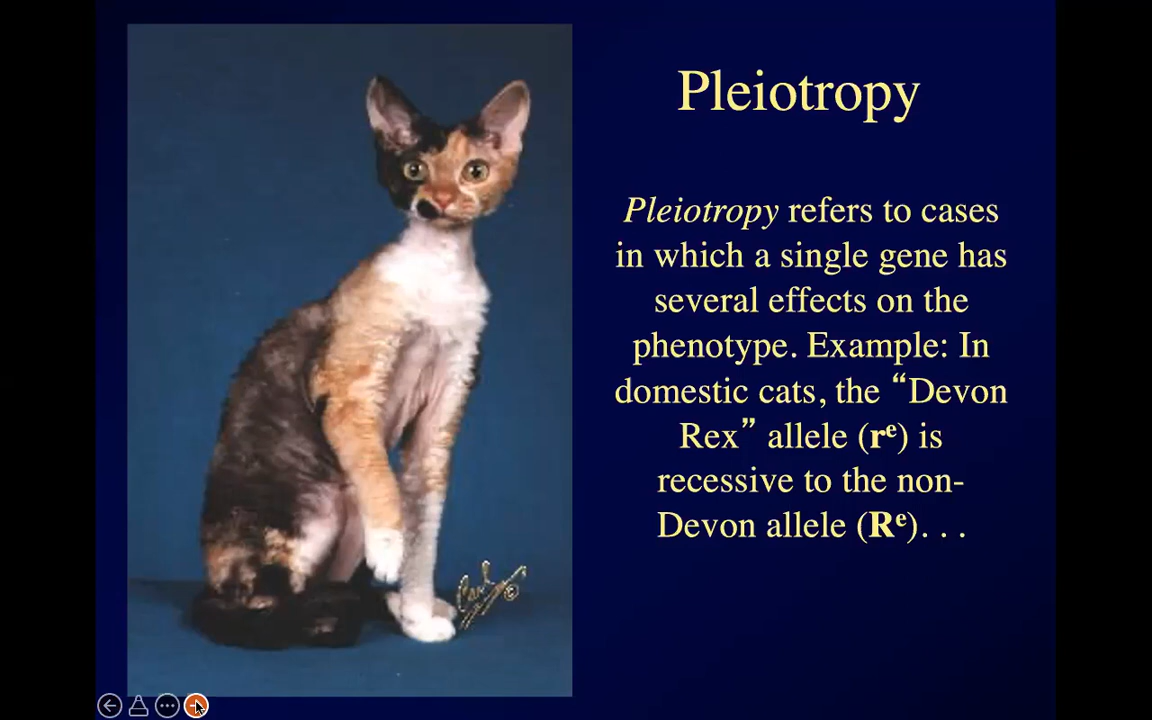 Pleiotropy
Pleiotropy refers to cases
in which a single gene has
several effects on the
phenotype. Example: In
domestic cats, the “Devon
Rex” allele (rᵉ) is
recessive to the non-
Devon allele (Rᵉ). . .